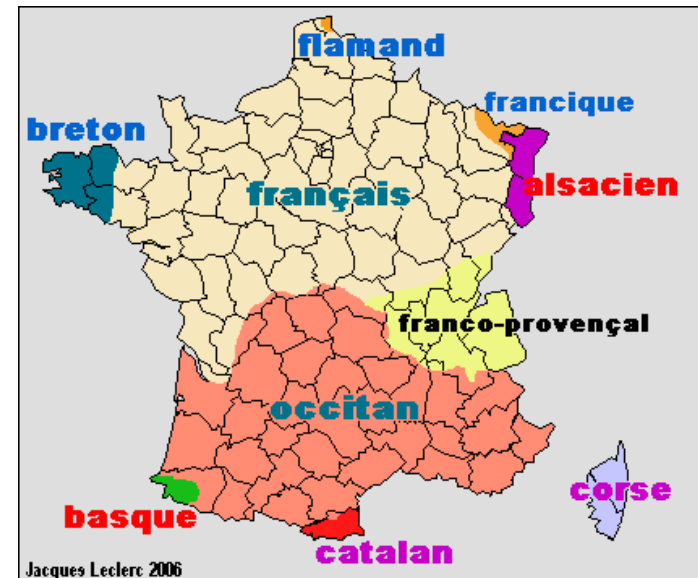 flamand
francique
breton
alsacien
français
franco-provençal
occitan
corse
basque
catalan
Jacques Leclerc 2006